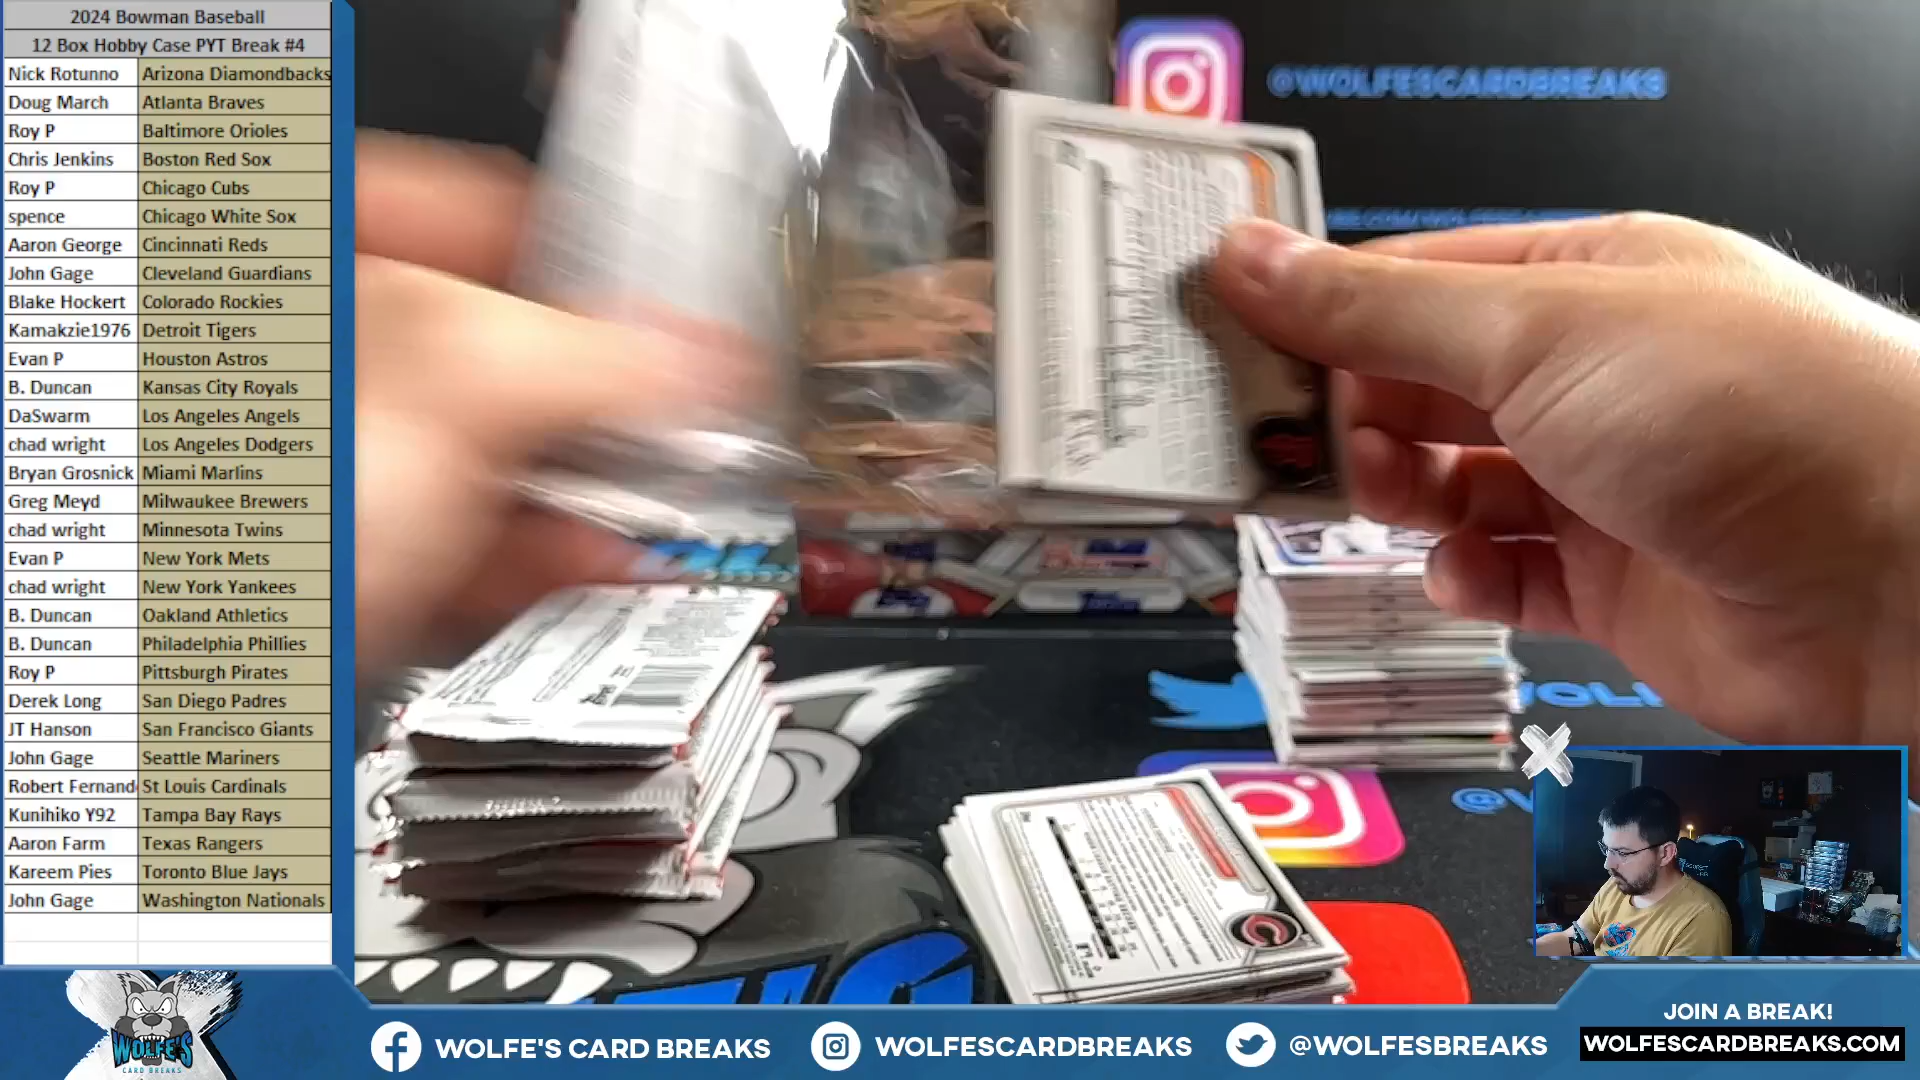 2024 Bowman Baseball
12 Box Hobby Case PYT Break #4
Nick Rotunno Arizona Diamondbacks
Doug March Atlanta Braves
Roy P Baltimore Orioles
Chris Jenkins Boston Red Sox
Roy P Chicago Cubs
spence Chicago White Sox
Aaron George Cincinnati Reds
John Gage Cleveland Guardians
Blake Hockert Colorado Rockies
Kamakzie1976 Detroit Tigers
Evan P Houston Astros
B. Duncan Kansas City Royals
DaSwarm Los Angeles Angels
chad wright Los Angeles Dodgers
Bryan Grosnick Miami Marlins
Greg Meyd Milwaukee Brewers
chad wright Minnesota Twins
Evan P New York Mets
chad wright New York Yankees
B. Duncan Oakland Athletics
B. Duncan Philadelphia Phillies
Roy P Pittsburgh Pirates
Derek Long San Diego Padres
JT Hanson San Francisco Giants
John Gage Seattle Mariners
Robert Fernand St Louis Cardinals
Kunihiko Y92 Tampa Bay Rays
Aaron Farm Texas Rangers
Kareem Pies Toronto Blue Jays
John Gage Washington Nationals
@WOLFESCARDBREAKS
WOLFE'S
CARD BREAKS
WOLFE'S CARD BREAKS
WOLFESCARDBREAKS
@WOLFESBREAKS
JOIN A BREAK!
WOLFESCARDBREAKS.COM